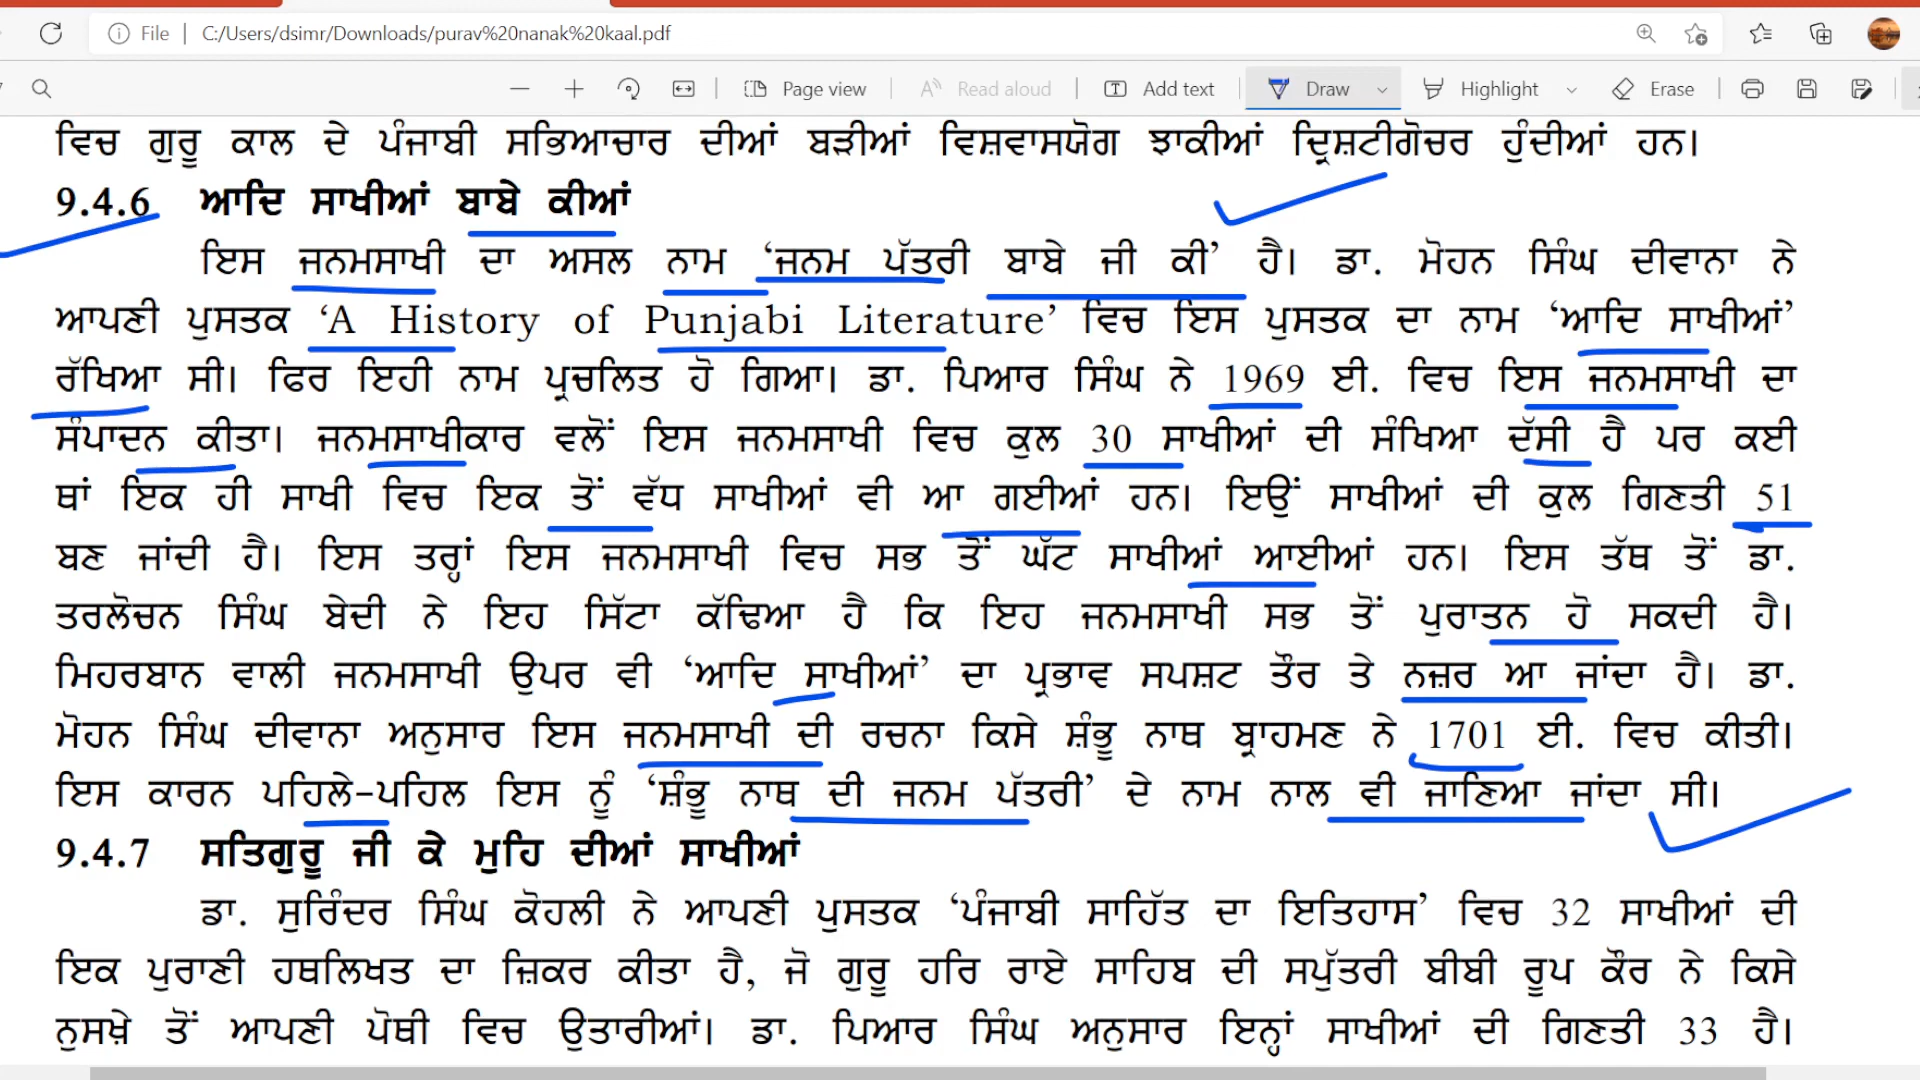 File | C:/Users/dsimr/Downloads/purav%20nanak%20kaal.pdf
Page view | Read aloud | Add text | Draw Highlight Erase
ਵਿਚ ਗੁਰੂ ਕਾਲ ਦੇ ਪੰਜਾਬੀ ਸਭਿਆਚਾਰ ਦੀਆਂ ਬੜੀਆਂ ਵਿਸ਼ਵਾਸਯੋਗ ਝਾਕੀਆਂ ਦ੍ਰਿਸ਼ਟੀਗੋਚਰ ਹੁੰਦੀਆਂ ਹਨ।
9.4.6 ਆਦਿ ਸਾਖੀਆਂ ਬਾਬੇ ਕੀਆਂ
ਇਸ ਜਨਮਸਾਖੀ ਦਾ ਅਸਲ ਨਾਮ ‘ਜਨਮ ਪੱਤਰੀ ਬਾਬੇ ਜੀ ਕੀ’ ਹੈ। ਡਾ. ਮੋਹਨ ਸਿੰਘ ਦੀਵਾਨਾ ਨੇ
ਆਪਣੀ ਪੁਸਤਕ ‘A History of Punjabi Literature’ ਵਿਚ ਇਸ ਪੁਸਤਕ ਦਾ ਨਾਮ ‘ਆਦਿ ਸਾਖੀਆਂ’
ਰੱਖਿਆ ਸੀ। ਫਿਰ ਇਹੀ ਨਾਮ ਪ੍ਰਚਲਿਤ ਹੋ ਗਿਆ। ਡਾ. ਪਿਆਰ ਸਿੰਘ ਨੇ 1969 ਈ. ਵਿਚ ਇਸ ਜਨਮਸਾਖੀ ਦਾ
ਸੰਪਾਦਨ ਕੀਤਾ। ਜਨਮਸਾਖੀਕਾਰ ਵਲੋਂ ਇਸ ਜਨਮਸਾਖੀ ਵਿਚ ਕੁਲ 30 ਸਾਖੀਆਂ ਦੀ ਸੰਖਿਆ ਦੱਸੀ ਹੈ ਪਰ ਕਈ
ਥਾਂ ਇਕ ਹੀ ਸਾਖੀ ਵਿਚ ਇਕ ਤੋਂ ਵੱਧ ਸਾਖੀਆਂ ਵੀ ਆ ਗਈਆਂ ਹਨ। ਇਉਂ ਸਾਖੀਆਂ ਦੀ ਕੁਲ ਗਿਣਤੀ 51
ਬਣ ਜਾਂਦੀ ਹੈ। ਇਸ ਤਰ੍ਹਾਂ ਇਸ ਜਨਮਸਾਖੀ ਵਿਚ ਸਭ ਤੋਂ ਘੱਟ ਸਾਖੀਆਂ ਆਈਆਂ ਹਨ। ਇਸ ਤੱਥ ਤੋਂ ਡਾ.
ਤਰਲੋਚਨ ਸਿੰਘ ਬੇਦੀ ਨੇ ਇਹ ਸਿੱਟਾ ਕੱਢਿਆ ਹੈ ਕਿ ਇਹ ਜਨਮਸਾਖੀ ਸਭ ਤੋਂ ਪੁਰਾਤਨ ਹੋ ਸਕਦੀ ਹੈ।
ਮਿਹਰਬਾਨ ਵਾਲੀ ਜਨਮਸਾਖੀ ਉਪਰ ਵੀ ‘ਆਦਿ ਸਾਖੀਆਂ’ ਦਾ ਪ੍ਰਭਾਵ ਸਪਸ਼ਟ ਤੌਰ ਤੇ ਨਜ਼ਰ ਆ ਜਾਂਦਾ ਹੈ। ਡਾ.
ਮੋਹਨ ਸਿੰਘ ਦੀਵਾਨਾ ਅਨੁਸਾਰ ਇਸ ਜਨਮਸਾਖੀ ਦੀ ਰਚਨਾ ਕਿਸੇ ਸ਼ੰਭੂ ਨਾਥ ਬ੍ਰਾਹਮਣ ਨੇ 1701 ਈ. ਵਿਚ ਕੀਤੀ।
ਇਸ ਕਾਰਨ ਪਹਿਲੇ-ਪਹਿਲ ਇਸ ਨੂੰ ‘ਸ਼ੰਭੂ ਨਾਥ ਦੀ ਜਨਮ ਪੱਤਰੀ’ ਦੇ ਨਾਮ ਨਾਲ ਵੀ ਜਾਣਿਆ ਜਾਂਦਾ ਸੀ।
9.4.7 ਸਤਿਗੁਰੂ ਜੀ ਕੇ ਮੁਹਿ ਦੀਆਂ ਸਾਖੀਆਂ
ਡਾ. ਸੁਰਿੰਦਰ ਸਿੰਘ ਕੋਹਲੀ ਨੇ ਆਪਣੀ ਪੁਸਤਕ ‘ਪੰਜਾਬੀ ਸਾਹਿੱਤ ਦਾ ਇਤਿਹਾਸ’ ਵਿਚ 32 ਸਾਖੀਆਂ ਦੀ
ਇਕ ਪੁਰਾਣੀ ਹਥਲਿਖਤ ਦਾ ਜ਼ਿਕਰ ਕੀਤਾ ਹੈ, ਜੋ ਗੁਰੂ ਹਰਿ ਰਾਏ ਸਾਹਿਬ ਦੀ ਸਪੁੱਤਰੀ ਬੀਬੀ ਰੂਪ ਕੌਰ ਨੇ ਕਿਸੇ
ਨੁਸਖ਼ੇ ਤੋਂ ਆਪਣੀ ਪੋਥੀ ਵਿਚ ਉਤਾਰੀਆਂ। ਡਾ. ਪਿਆਰ ਸਿੰਘ ਅਨੁਸਾਰ ਇਨ੍ਹਾਂ ਸਾਖੀਆਂ ਦੀ ਗਿਣਤੀ 33 ਹੈ।